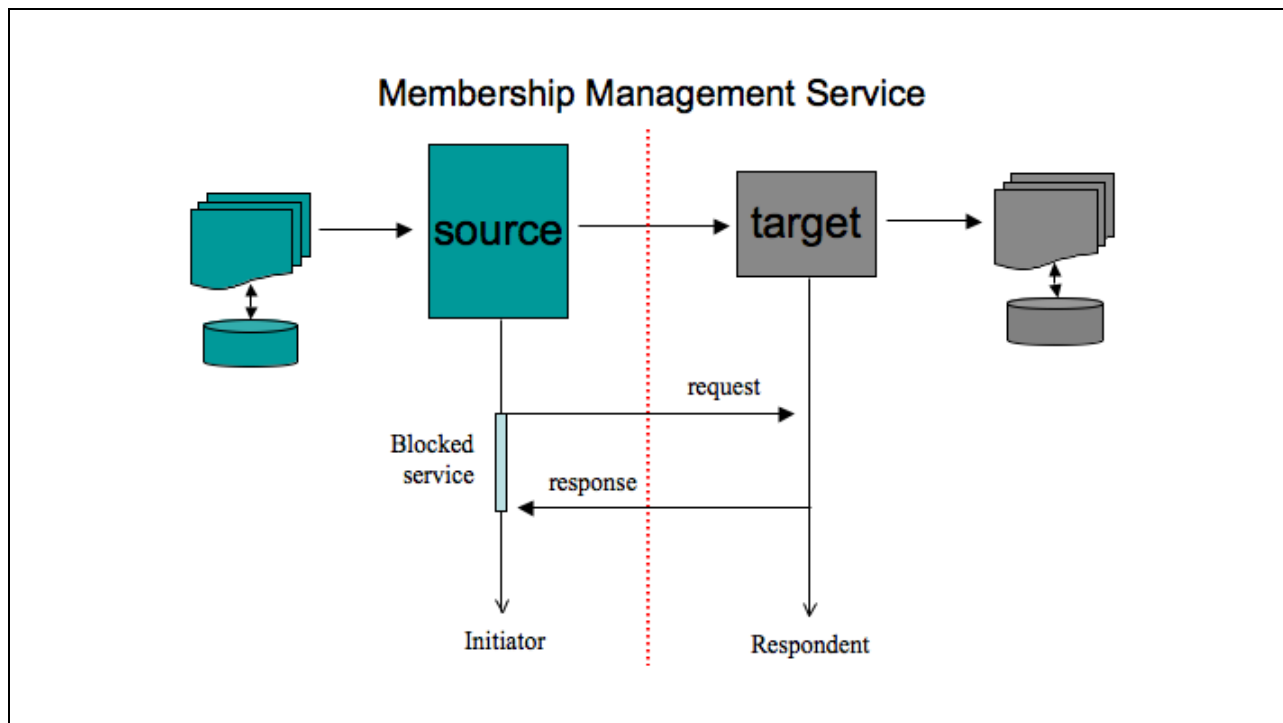 Membership Management Service
source
target
request
Blocked
service
response
Initiator
Respondent